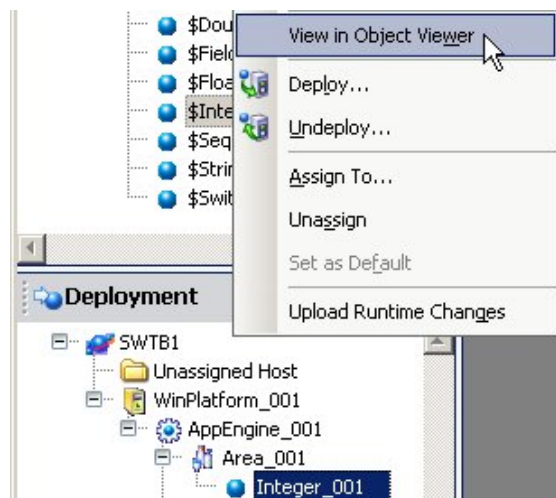 $Dou
$Field
$Floa
$Inte
$Seq
$Strin
$Swit
View in Object Viewer
Deploy...
Undeploy...
Assign To...
Unassign
Set as Default
Upload Runtime Changes
Deployment
SWTB1
Unassigned Host
WinPlatform_001
AppEngine_001
Area_001
Integer_001